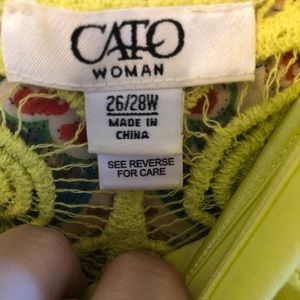 CATO
WOMAN
26/28W
MADE IN
CHINA
SEE REVERSE
FOR CARE